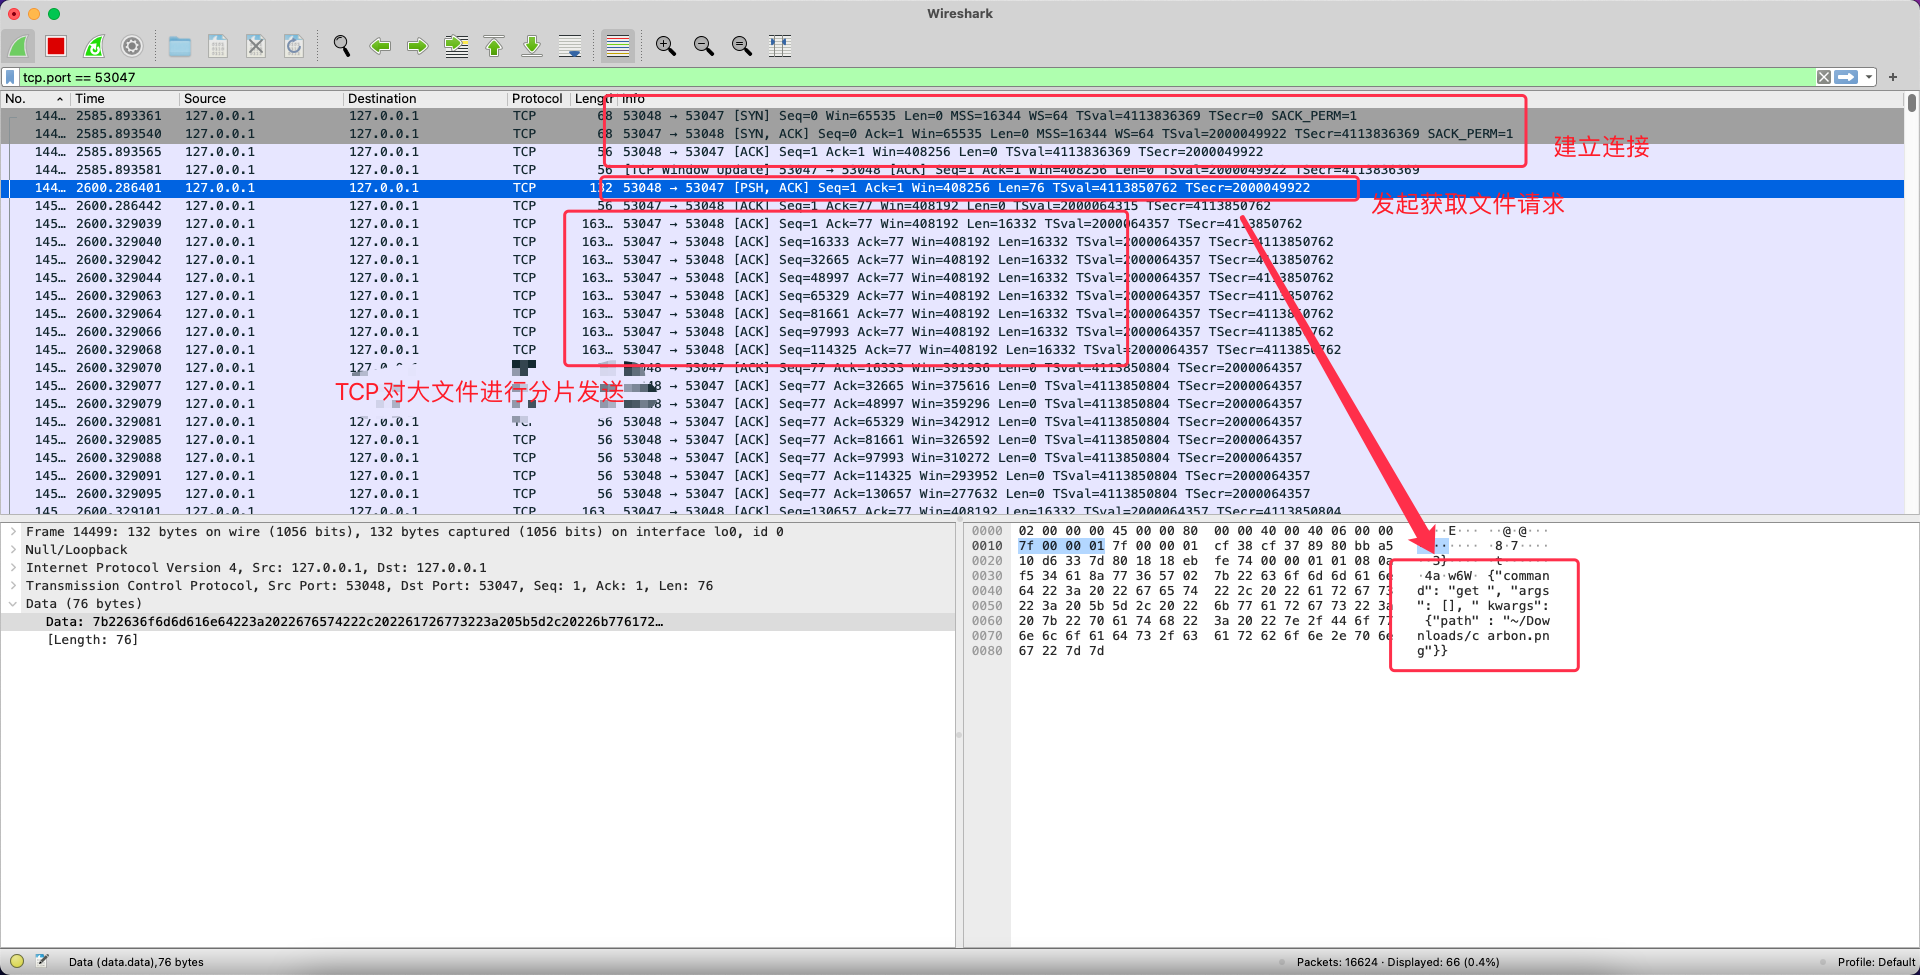 Wireshark
tcp.port == 53047
No. Time Source Destination Protocol Info
144… 2585.893361 127.0.0.1 127.0.0.1 TCP 68 53048 → 53047 [SYN] Seq=0 Win=65535 Len=0 MSS=16344 WS=64 TSval=4113836369 TSecr=0 SACK_PERM=1
144… 2585.893540 127.0.0.1 127.0.0.1 TCP 68 53047 → 53048 [SYN, ACK] Seq=0 Ack=1 Win=65535 Len=0 MSS=16344 WS=64 TSval=2000049922 TSecr=4113836369 SACK_PERM=1
144… 2585.893565 127.0.0.1 127.0.0.1 TCP 56 53048 → 53047 [ACK] Seq=1 Ack=1 Win=408256 Len=0 TSval=4113836369 TSecr=2000049922
建立连接
144… 2585.893581 127.0.0.1 127.0.0.1 TCP 56 [TCP Window Update] 53047 → 53048 [ACK] Seq=1 Ack=1 Win=408256 Len=0 TSval=2000049922 TSecr=4113836369
144… 2600.286401 127.0.0.1 127.0.0.1 TCP 132 53048 → 53047 [PSH, ACK] Seq=1 Ack=1 Win=408256 Len=76 TSval=4113850762 TSecr=2000049922
发起获取文件请求
144… 2600.286442 127.0.0.1 127.0.0.1 TCP 56 53047 → 53048 [ACK] Seq=1 Ack=77 Win=408192 Len=0 TSval=2000064315 TSecr=4113850762
145… 2600.329039 127.0.0.1 127.0.0.1 TCP 163… 53047 → 53048 [ACK] Seq=1 Ack=77 Win=408192 Len=16332 TSval=2000064357 TSecr=4113850762
145… 2600.329040 127.0.0.1 127.0.0.1 TCP 163… 53047 → 53048 [ACK] Seq=16333 Ack=77 Win=408192 Len=16332 TSval=2000064357 TSecr=4113850762
145… 2600.329042 127.0.0.1 127.0.0.1 TCP 163… 53047 → 53048 [ACK] Seq=32665 Ack=77 Win=408192 Len=16332 TSval=2000064357 TSecr=4113850762
145… 2600.329044 127.0.0.1 127.0.0.1 TCP 163… 53047 → 53048 [ACK] Seq=48997 Ack=77 Win=408192 Len=16332 TSval=2000064357 TSecr=4113850762
145… 2600.329063 127.0.0.1 127.0.0.1 TCP 163… 53047 → 53048 [ACK] Seq=65329 Ack=77 Win=408192 Len=16332 TSval=2000064357 TSecr=4113850762
145… 2600.329064 127.0.0.1 127.0.0.1 TCP 163… 53047 → 53048 [ACK] Seq=81661 Ack=77 Win=408192 Len=16332 TSval=2000064357 TSecr=4113850762
145… 2600.329066 127.0.0.1 127.0.0.1 TCP 163… 53047 → 53048 [ACK] Seq=97993 Ack=77 Win=408192 Len=16332 TSval=2000064357 TSecr=4113850762
145… 2600.329068 127.0.0.1 127.0.0.1 TCP 163… 53047 → 53048 [ACK] Seq=114325 Ack=77 Win=408192 Len=16332 TSval=2000064357 TSecr=4113850762
145… 2600.329070 127.0.0.1 → 53047 [ACK] Seq=77 Ack=16333 Win=391936 Len=0 TSval=4113850804 TSecr=2000064357
145… 2600.329077 127.0.0.1 → 53047 [ACK] Seq=77 Ack=32665 Win=375616 Len=0 TSval=4113850804 TSecr=2000064357
TCP对大文件进行分片发送
145… 2600.329079 127.0.0.1 → 53047 [ACK] Seq=77 Ack=48997 Win=359296 Len=0 TSval=4113850804 TSecr=2000064357
145… 2600.329081 127.0.0.1 127.0.0.1 56 53048 → 53047 [ACK] Seq=77 Ack=65329 Win=342912 Len=0 TSval=4113850804 TSecr=2000064357
145… 2600.329085 127.0.0.1 127.0.0.1 TCP 56 53048 → 53047 [ACK] Seq=77 Ack=81661 Win=326592 Len=0 TSval=4113850804 TSecr=2000064357
145… 2600.329088 127.0.0.1 127.0.0.1 TCP 56 53048 → 53047 [ACK] Seq=77 Ack=97993 Win=310272 Len=0 TSval=4113850804 TSecr=2000064357
145… 2600.329091 127.0.0.1 127.0.0.1 TCP 56 53048 → 53047 [ACK] Seq=77 Ack=114325 Win=293952 Len=0 TSval=4113850804 TSecr=2000064357
145… 2600.329095 127.0.0.1 127.0.0.1 TCP 56 53048 → 53047 [ACK] Seq=77 Ack=130657 Win=277632 Len=0 TSval=4113850804 TSecr=2000064357
145 2600.329101 127.0.0.1 127.0.0.1 TCP 163 53047 → 53048 [ACK] Seq=130657 Ack=77 Win=408192 Len=16332 TSval=2000064357 TSecr=4113850804
Frame 14499: 132 bytes on wire (1056 bits), 132 bytes captured (1056 bits) on interface lo0, id 0
Null/Loopback
Internet Protocol Version 4, Src: 127.0.0.1, Dst: 127.0.0.1
Transmission Control Protocol, Src Port: 53048, Dst Port: 53047, Seq: 1, Ack: 1, Len: 76
Data (76 bytes)
Data: 7b22636f6d6d616e64223a2022676574222c202261726773223a205b5d2c20226b776172…
[Length: 76]
0000 02 00 00 00 45 00 00 80 00 00 40 00 40 06 00 00 ····E··· ··@·@···
0010 7f 00 00 01 7f 00 00 01 cf 38 cf 37 89 80 bb a5 ········ ·8·7····
0020 10 d6 33 7d 80 18 18 eb fe 74 00 00 01 01 08 0a ··3}···· ·t······
0030 f5 34 61 8a 77 36 57 02 7b 22 63 6f 6d 6d 61 6e ·4a·w6W· {"comman
0040 64 22 3a 20 22 67 65 74 22 2c 20 22 61 72 67 73 d": "get ", "args
0050 22 3a 20 5b 5d 2c 20 22 6b 77 61 72 67 73 22 3a ": [], " kwargs":
0060 20 7b 22 70 61 74 68 22 3a 20 22 7e 2f 44 6f 77 {"path" : "~/Dow
0070 6e 6c 6f 61 64 73 2f 63 61 72 62 6f 6e 2e 70 6e nloads/c arbon.pn
0080 67 22 7d 7d g"}}
Data (data.data),76 bytes
Packets: 16624 · Displayed: 66 (0.4%)
Profile: Default